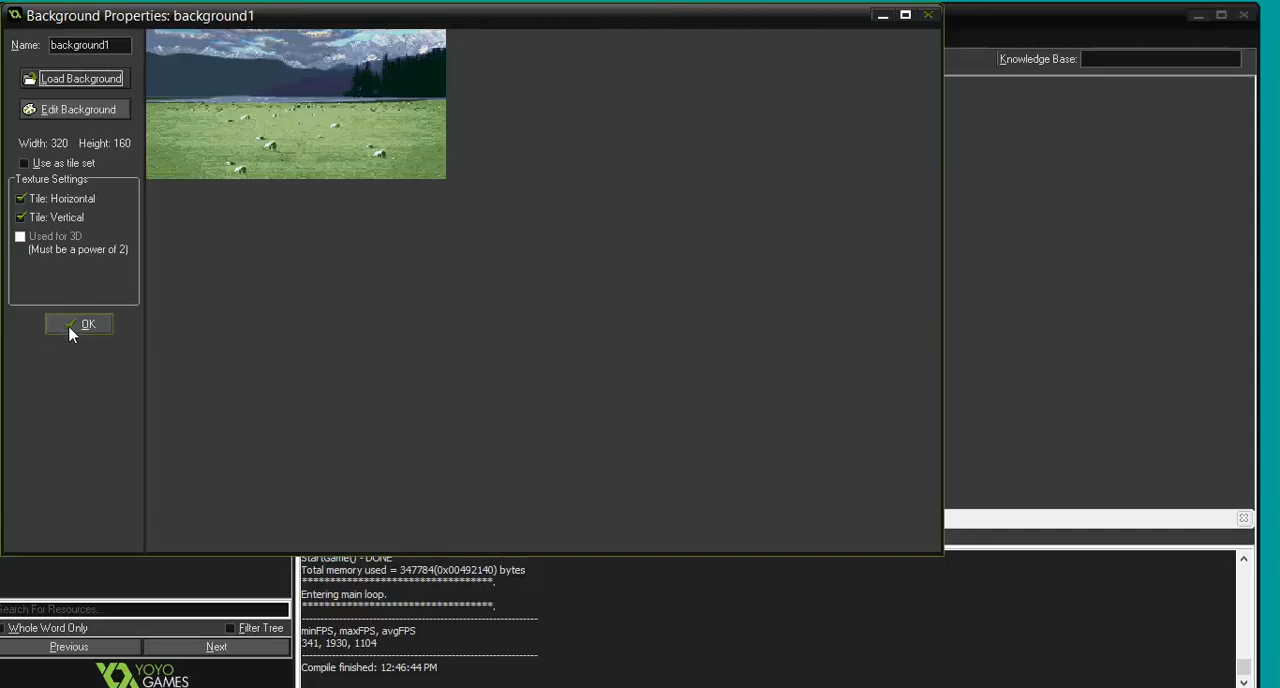 Background Properties: background1
Name: background1
Load Background
Edit Background
Width: 320 Height: 160
Use as tile set
Texture Settings
Tile: Horizontal
Tile: Vertical
Used for 3D
(Must be a power of 2)
OK
Knowledge Base:
StartGame() - DONE
Total memory used = 347784(0x00492140) bytes
***********************************.
Entering main loop.
***********************************.
minFPS, maxFPS, avgFPS
341, 1930, 1104
Compile finished: 12:46:44 PM
Search For Resources...
Whole Word Only
Filter Tree
Previous
Next
YOYO
GAMES